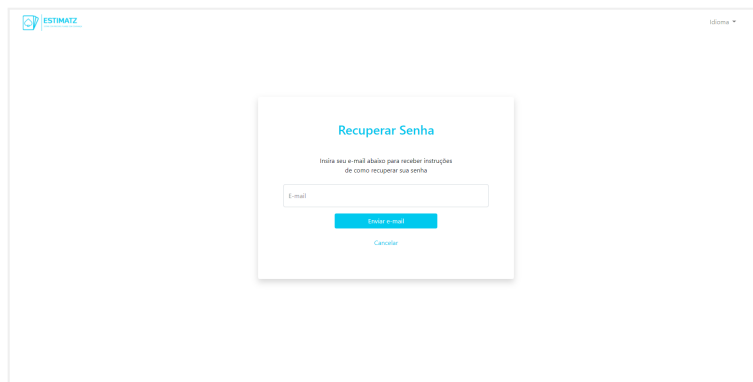 ESTIMATZ
Idioma
Recuperar Senha
Insira seu e-mail abaixo para receber instruções
de como recuperar sua senha
E-mail
Enviar e-mail
Cancelar